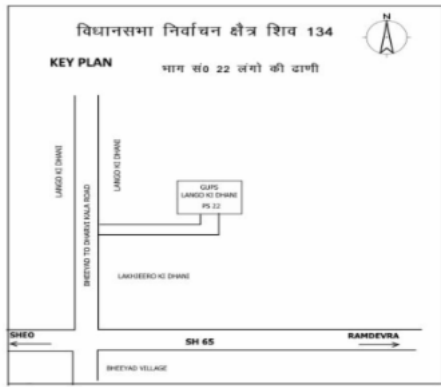 विधानसभा निर्वाचन क्षैत्र शिव 134
N
KEY PLAN
भाग सं0 22 लंगो की ढाणी
LANGO KI DHANI
BHEEYAD TO DHARVI KALA ROAD
LANGO KI DHANI
GUPS
LANGO KI DHANI
PS 22
LAKHJEERO KI DHANI
SHEO
SH 65
RAMDEVRA
BHEEYAD VILLAGE